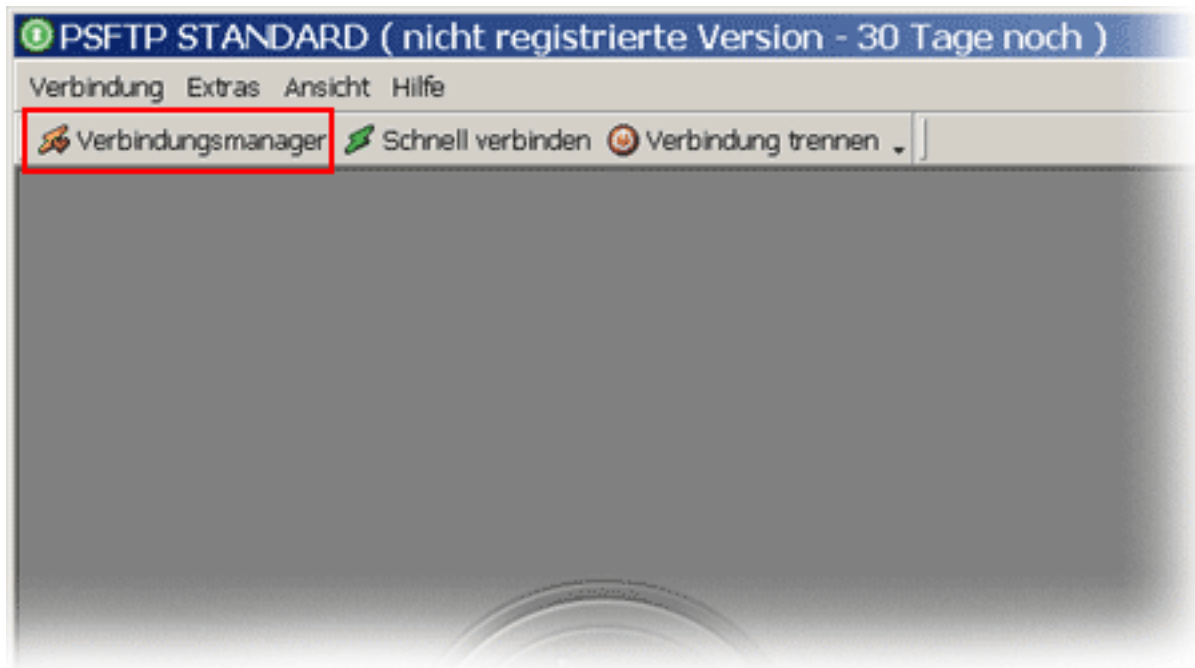 PSFTP STANDARD ( nicht registrierte Version - 30 Tage noch )
Verbindung Extras Ansicht Hilfe
Verbindungsmanager Schnell verbinden Verbindung trennen